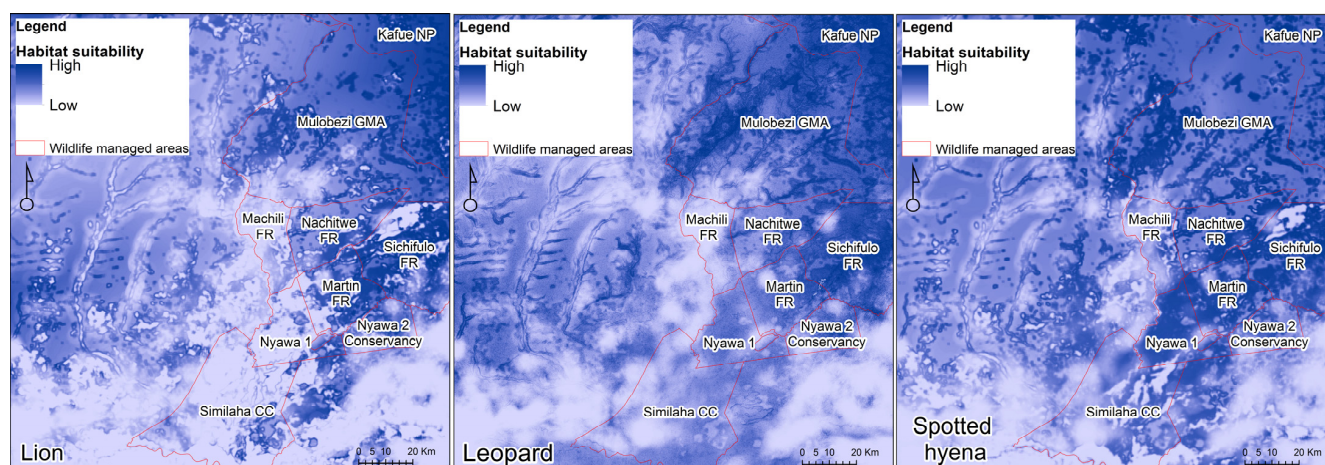 Legend
Habitat suitability
High
Low
Wildlife managed areas
Kafue NP
Mulobezi GMA
Machili
FR
Nachitwe
FR
Sichifulo
FR
Martin
FR
Nyawa 1
Nyawa 2
Conservancy
Similaha CC
Lion
0 5 10 20 Km
Legend
Habitat suitability
High
Low
Wildlife managed areas
Kafue NP
Mulobezi GMA
Machili
FR
Nachitwe
FR
Sichifulo
FR
Martin
FR
Nyawa 1
Nyawa 2
Conservancy
Similaha CC
Leopard
0 5 10 20 Km
Legend
Habitat suitability
High
Low
Wildlife managed areas
Kafue NP
Mulobezi GMA
Machili
FR
Nachitwe
FR
Sichifulo
FR
Martin
FR
Nyawa 1
Nyawa 2
Conservancy
Similaha CC
Spotted
hyena
0 5 10 20 Km